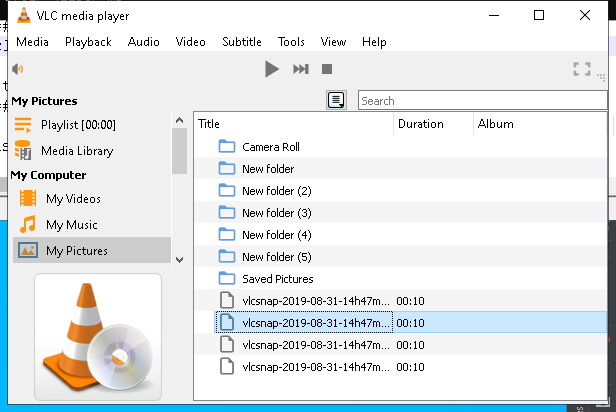 VLC media player
Media Playback Audio Video Subtitle Tools View Help
My Pictures
Playlist [00:00]
Media Library
My Computer
My Videos
My Music
My Pictures
Search
Title Duration Album
Camera Roll
New folder
New folder (2)
New folder (3)
New folder (4)
New folder (5)
Saved Pictures
vlcsnap-2019-08-31-14h47m... 00:10
vlcsnap-2019-08-31-14h47m... 00:10
vlcsnap-2019-08-31-14h47m... 00:10
vlcsnap-2019-08-31-14h47m... 00:10